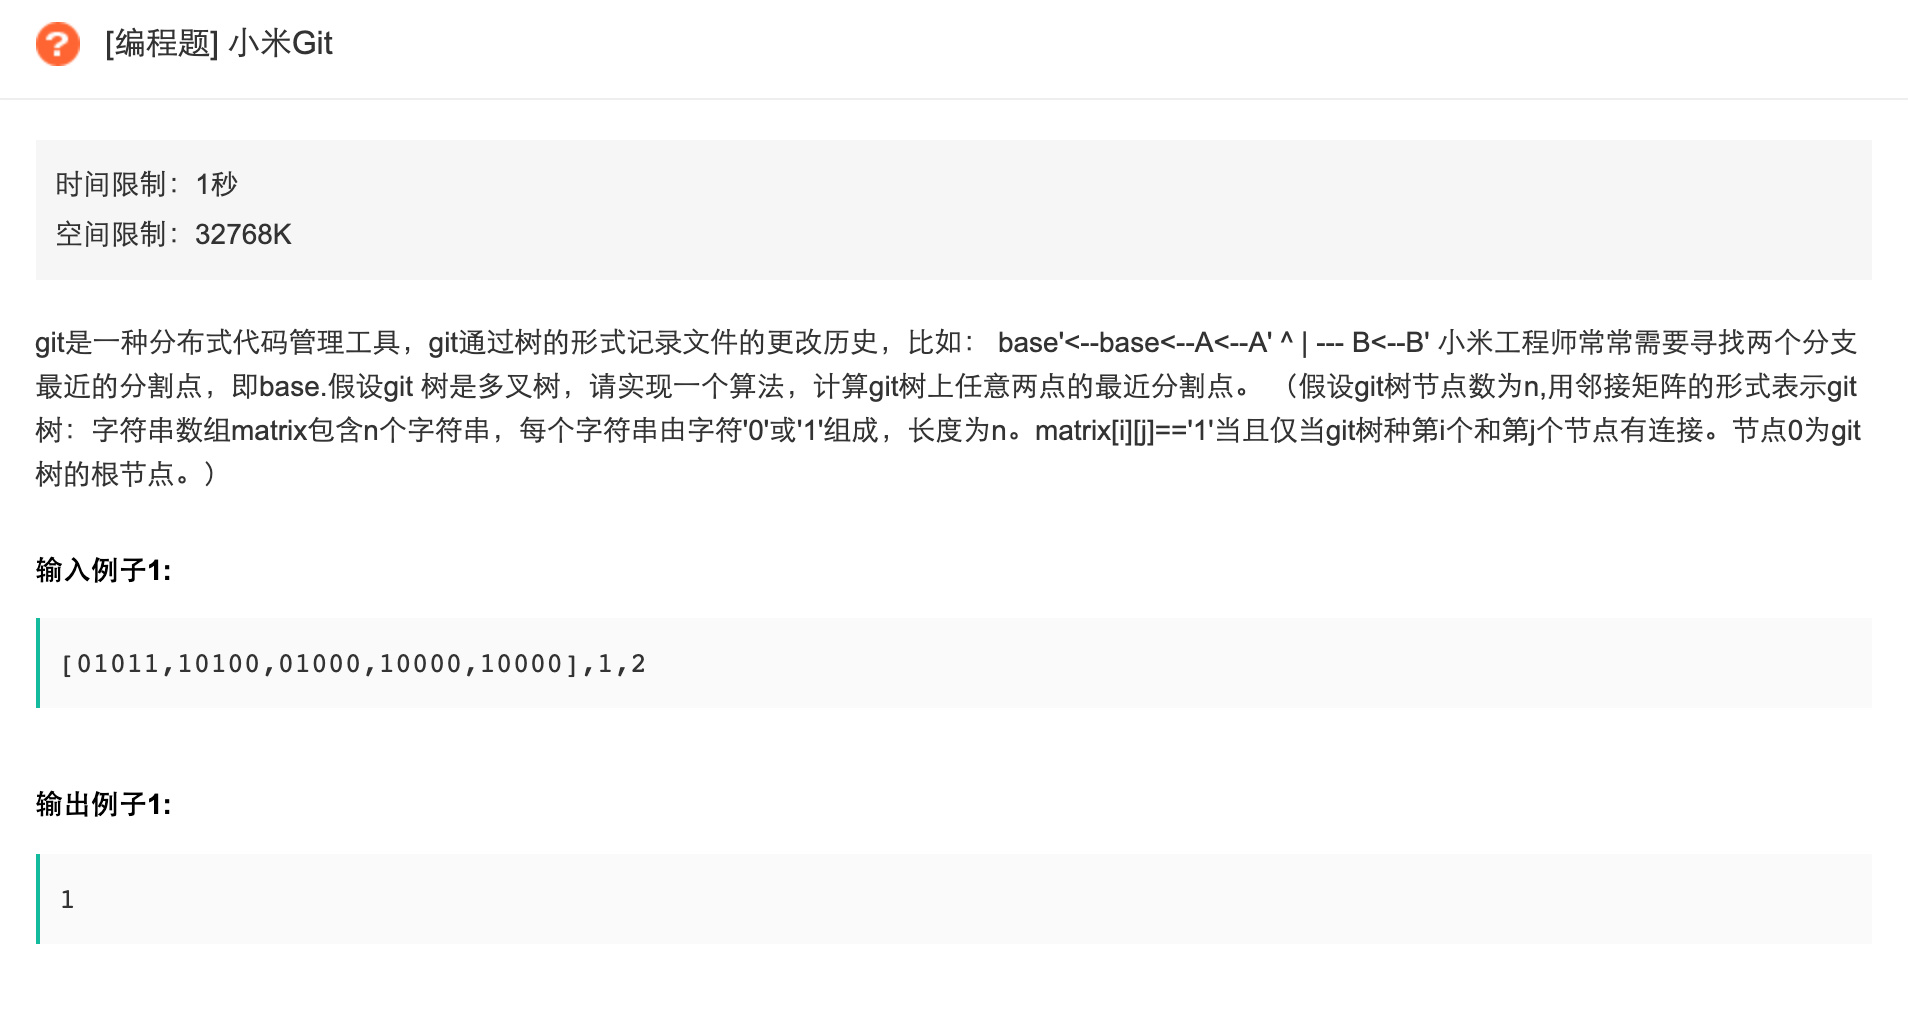 [编程题] 小米Git
时间限制：1秒
空间限制：32768K
git是一种分布式代码管理工具，git通过树的形式记录文件的更改历史，比如： base'<--base<--A<--A' ^ | --- B<--B' 小米工程师常常需要寻找两个分支
最近的分割点，即base.假设git 树是多叉树，请实现一个算法，计算git树上任意两点的最近分割点。 （假设git树节点数为n,用邻接矩阵的形式表示git
树：字符串数组matrix包含n个字符串，每个字符串由字符'0'或'1'组成，长度为n。matrix[i][j]=='1'当且仅当git树种第i个和第j个节点有连接。节点0为git
树的根节点。）
输入例子1:
[01011,10100,01000,10000,10000],1,2
输出例子1:
1